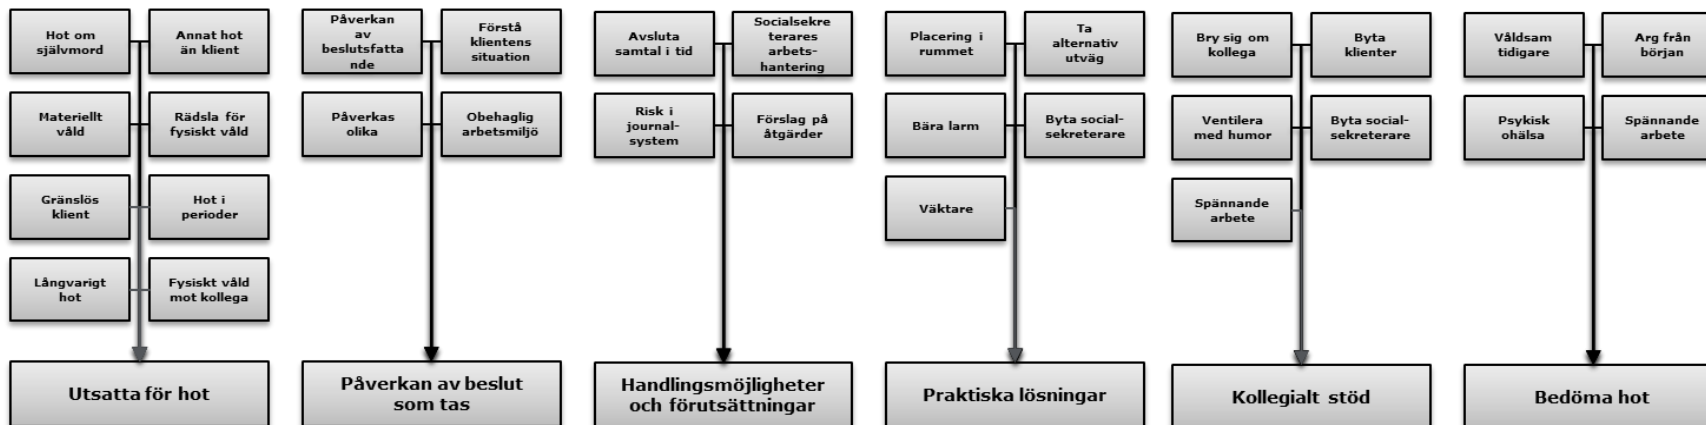 Hot om
självmord
Annat hot
än klient
Materiellt
våld
Rädsla för
fysiskt våld
Gränslös
klient
Hot i
perioder
Långvarigt
hot
Fysiskt våld
mot kollega
Utsatta för hot
Påverkan
av
beslutsfatta
nde
Förstå
klientens
situation
Påverkas
olika
Obehaglig
arbetsmiljö
Påverkan av beslut
som tas
Avsluta
samtal i tid
Socialsekre
terares
arbets-
hantering
Risk i
journal-
system
Förslag på
åtgärder
Handlingsmöjligheter
och förutsättningar
Placering i
rummet
Ta
alternativ
utväg
Bära larm
Byta social-
sekreterare
Väktare
Praktiska lösningar
Bry sig om
kollega
Byta
klienter
Ventilera
med humor
Byta social-
sekreterare
Spännande
arbete
Kollegialt stöd
Våldsam
tidigare
Arg från
början
Psykisk
ohälsa
Spännande
arbete
Bedöma hot